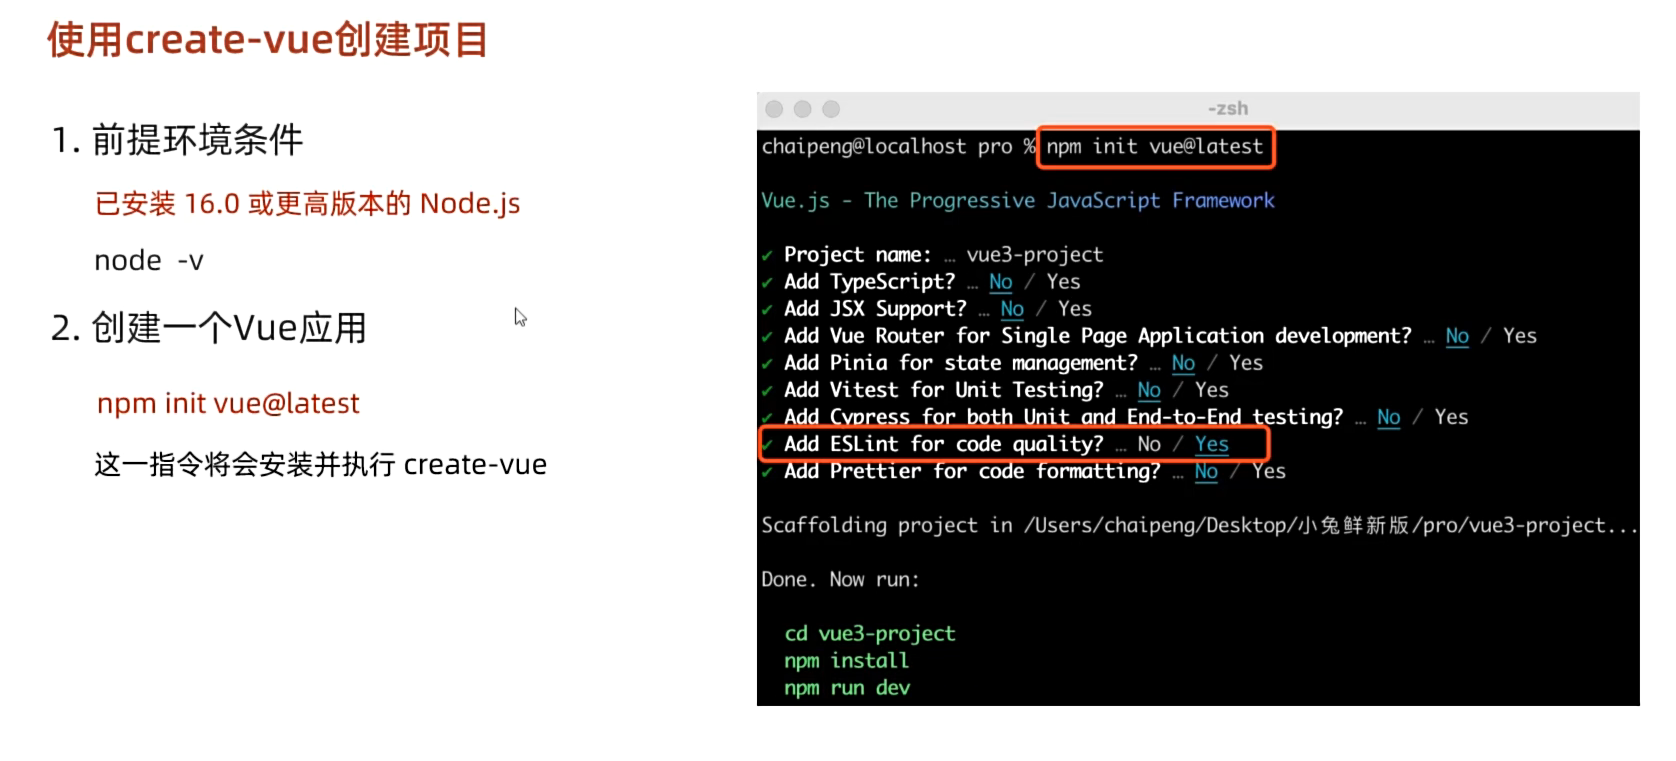 使用create-vue创建项目
1. 前提环境条件
已安装 16.0 或更高版本的 Node.js
node -v
2. 创建一个Vue应用
npm init vue@latest
这一指令将会安装并执行 create-vue
-zsh
chaipeng@localhost pro % npm init vue@latest
Vue.js - The Progressive JavaScript Framework
✔ Project name: … vue3-project
✔ Add TypeScript? … No / Yes
✔ Add JSX Support? … No / Yes
✔ Add Vue Router for Single Page Application development? … No / Yes
✔ Add Pinia for state management? … No / Yes
✔ Add Vitest for Unit Testing? … No / Yes
✔ Add Cypress for both Unit and End-to-End testing? … No / Yes
✔ Add ESLint for code quality? … No / Yes
✔ Add Prettier for code formatting? … No / Yes
Scaffolding project in /Users/chaipeng/Desktop/小兔鲜新版/pro/vue3-project...
Done. Now run:
cd vue3-project
npm install
npm run dev